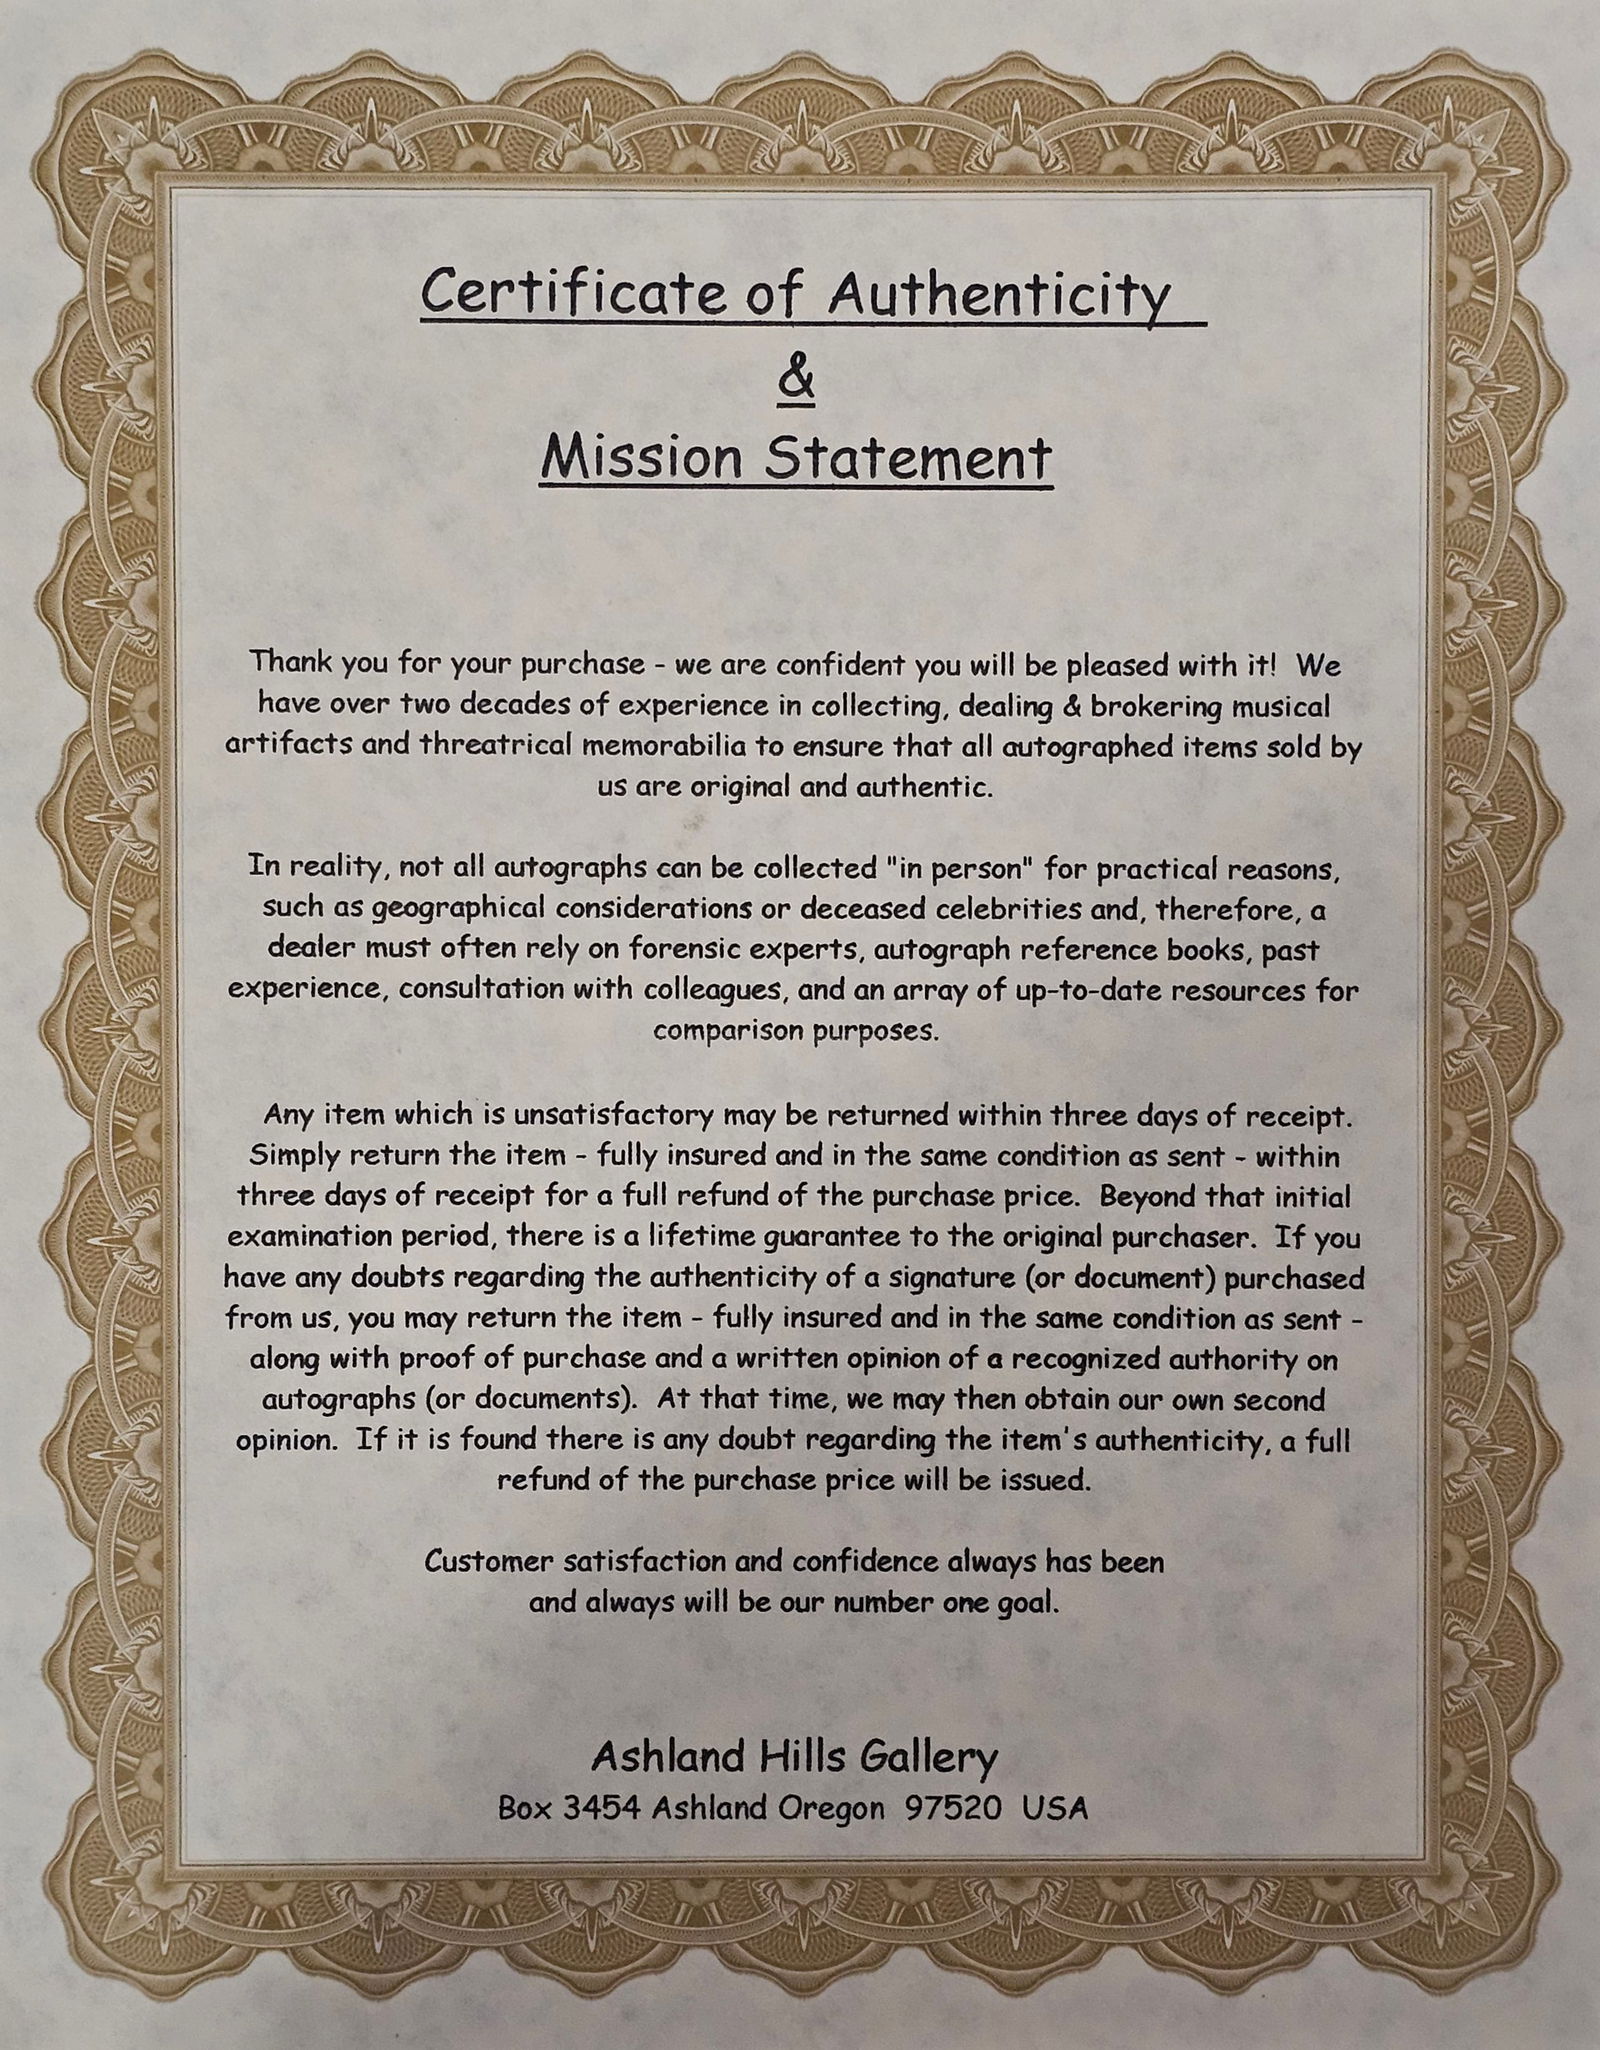 Certificate of Authenticity
&
Mission Statement
Thank you for your purchase - we are confident you will be pleased with it!  We
have over two decades of experience in collecting, dealing & brokering musical
artifacts and threatrical memorabilia to ensure that all autographed items sold by
us are original and authentic.
In reality, not all autographs can be collected "in person" for practical reasons,
such as geographical considerations or deceased celebrities and, therefore, a
dealer must often rely on forensic experts, autograph reference books, past
experience, consultation with colleagues, and an array of up-to-date resources for
comparison purposes.
Any item which is unsatisfactory may be returned within three days of receipt.
Simply return the item - fully insured and in the same condition as sent - within
three days of receipt for a full refund of the purchase price.  Beyond that initial
examination period, there is a lifetime guarantee to the original purchaser.  If you
have any doubts regarding the authenticity of a signature (or document) purchased
from us, you may return the item - fully insured and in the same condition as sent -
along with proof of purchase and a written opinion of a recognized authority on
autographs (or documents).  At that time, we may then obtain our own second
opinion.  If it is found there is any doubt regarding the item's authenticity, a full
refund of the purchase price will be issued.
Customer satisfaction and confidence always has been
and always will be our number one goal.
Ashland Hills Gallery
Box 3454 Ashland Oregon  97520  USA